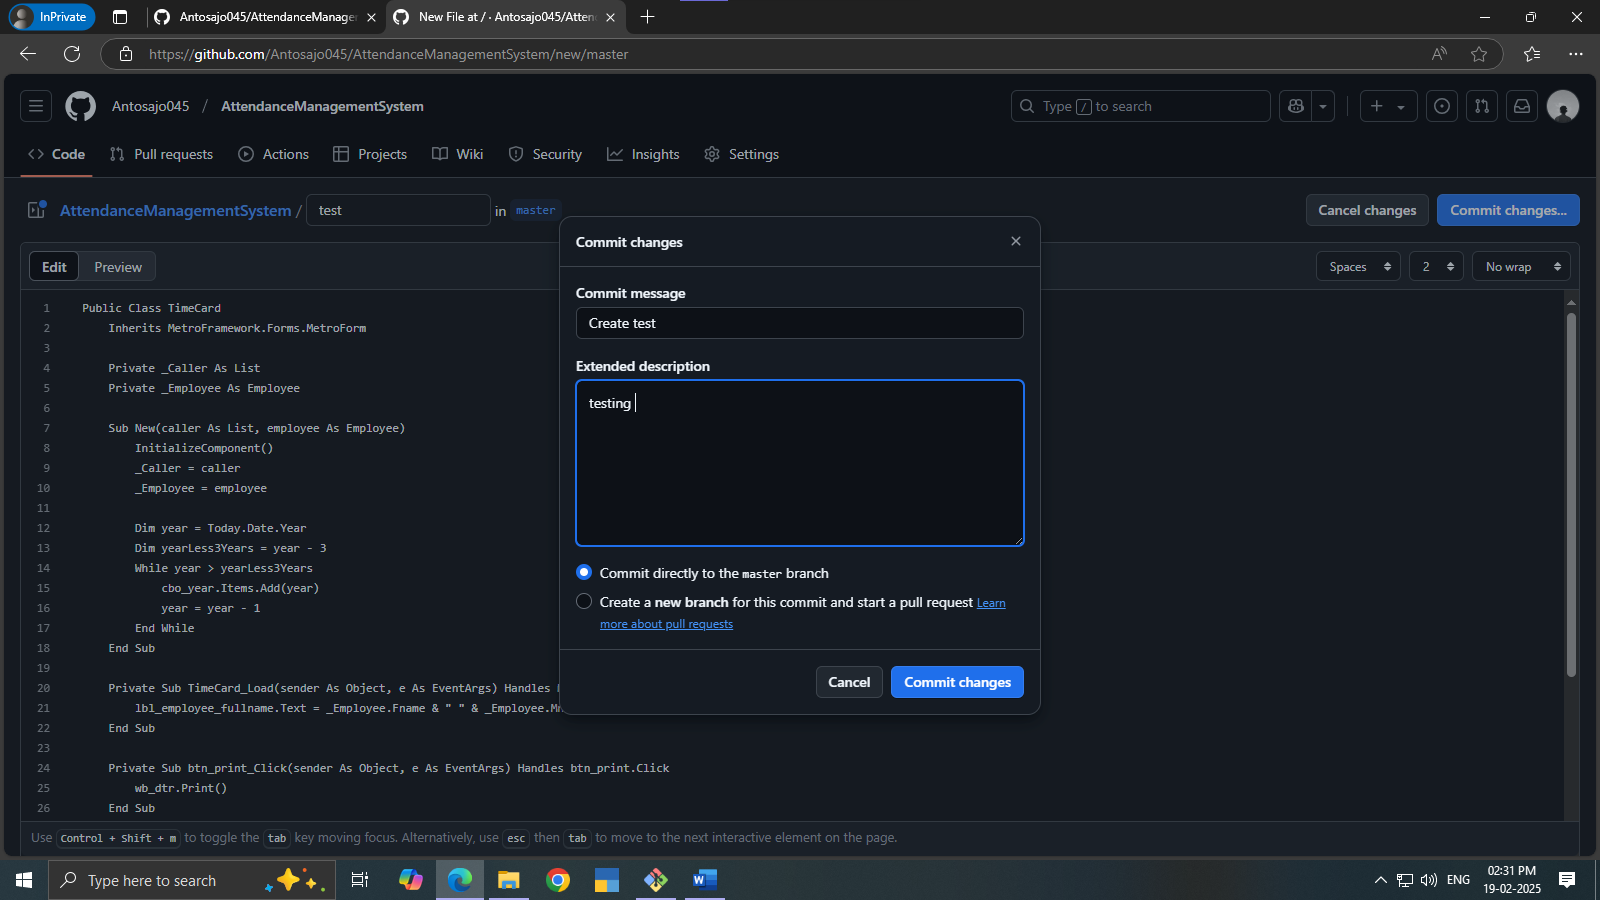 InPrivate
Antosajo045/AttendanceManager
New File at / · Antosajo045/Atten
https://github.com/Antosajo045/AttendanceManagementSystem/new/master
Antosajo045 / AttendanceManagementSystem
Type / to search
Code
Pull requests
Actions
Projects
Wiki
Security
Insights
Settings
AttendanceManagementSystem / test in master
Cancel changes
Commit changes...
Edit
Preview
Spaces
2
No wrap
1 Public Class TimeCard
2 Inherits MetroFramework.Forms.MetroForm
3
4 Private _Caller As List
5 Private _Employee As Employee
6
7 Sub New(caller As List, employee As Employee)
8 InitializeComponent()
9 _Caller = caller
10 _Employee = employee
11
12 Dim year = Today.Date.Year
13 Dim yearLess3Years = year - 3
14 While year > yearLess3Years
15 cbo_year.Items.Add(year)
16 year = year - 1
17 End While
18 End Sub
19
20 Private Sub TimeCard_Load(sender As Object, e As EventArgs) Handles
21 lbl_employee_fullname.Text = _Employee.Fname & " " & _Employee.Mn
22 End Sub
23
24 Private Sub btn_print_Click(sender As Object, e As EventArgs) Handles btn_print.Click
25 wb_dtr.Print()
26 End Sub
Commit changes
Commit message
Create test
Extended description
testing
Commit directly to the master branch
Create a new branch for this commit and start a pull request Learn
more about pull requests
Cancel
Commit changes
Use Control + Shift + m to toggle the tab key moving focus. Alternatively, use esc then tab to move to the next interactive element on the page.
Type here to search
ENG
02:31 PM
19-02-2025